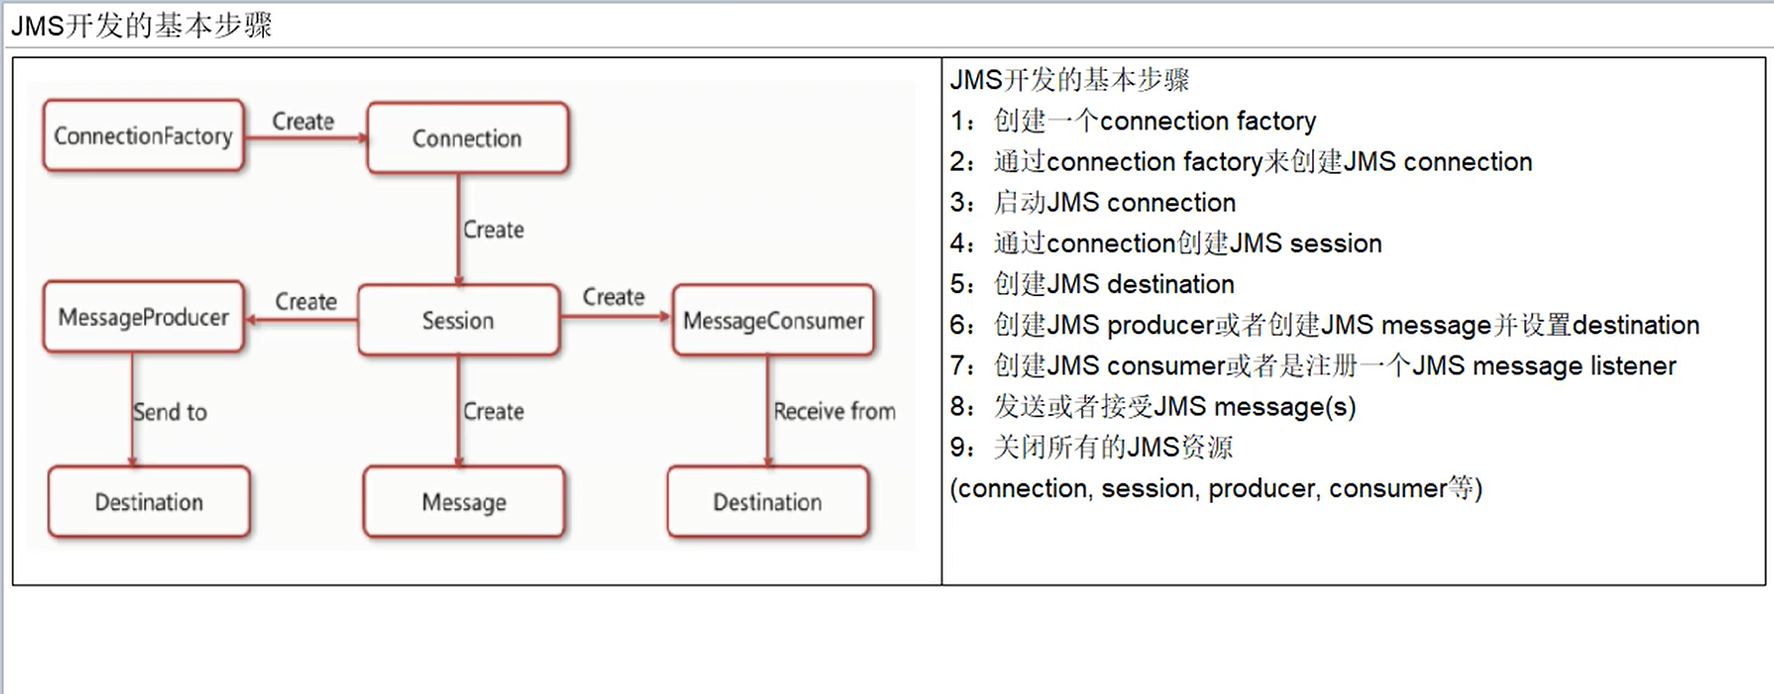 JMS开发的基本步骤
ConnectionFactory
Create
Connection
Create
MessageProducer
Create
Session
Create
MessageConsumer
Send to
Create
Receive from
Destination
Message
Destination
JMS开发的基本步骤
1：创建一个connection factory
2：通过connection factory来创建JMS connection
3：启动JMS connection
4：通过connection创建JMS session
5：创建JMS destination
6：创建JMS producer或者创建JMS message并设置destination
7：创建JMS consumer或者是注册一个JMS message listener
8：发送或者接受JMS message(s)
9：关闭所有的JMS资源
(connection, session, producer, consumer等)